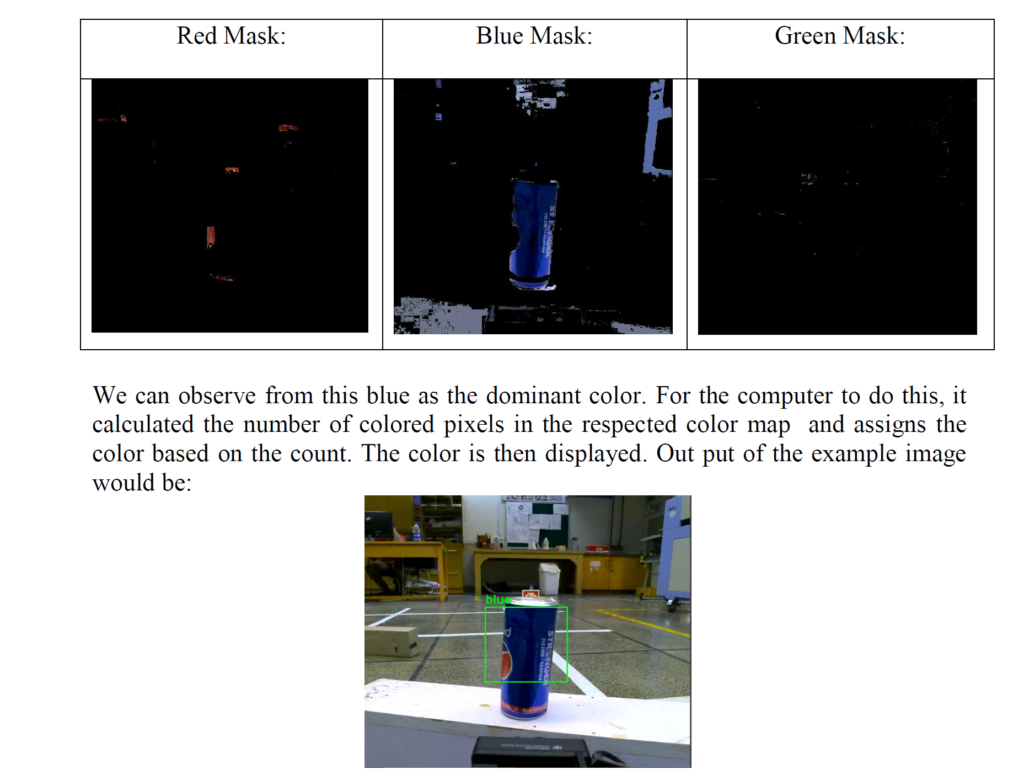 Red Mask:
Blue Mask:
Green Mask:
We can observe from this blue as the dominant color. For the computer to do this, it
calculated the number of colored pixels in the respected color map and assigns the
color based on the count. The color is then displayed. Out put of the example image
would be:
blue